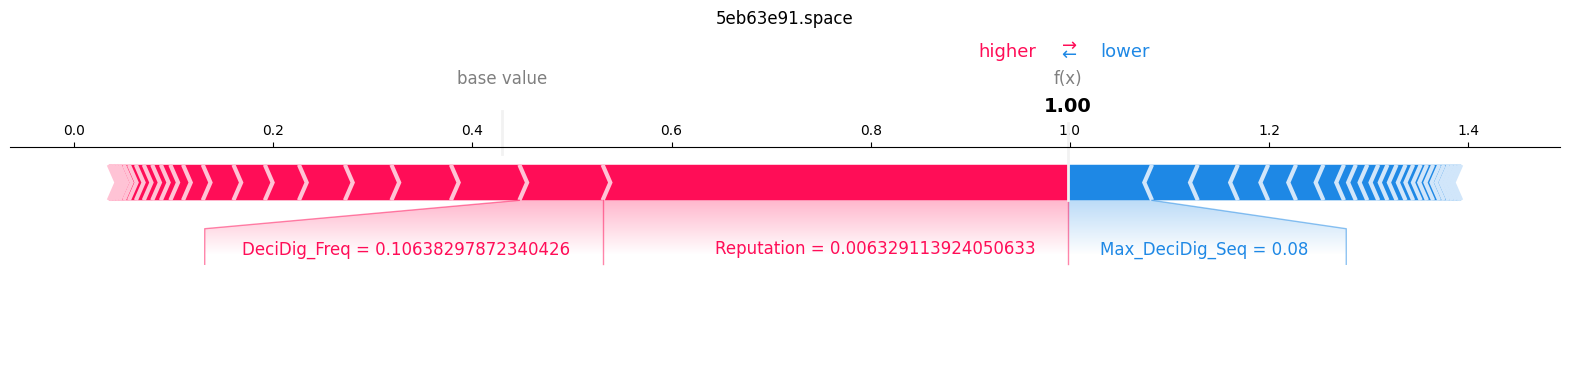 5eb63e91.space
higher → lower
←
base value f(x)
1.00
0.0 0.2 0.4 0.6 0.8 1.0 1.2 1.4
DeciDig_Freq = 0.10638297872340426 Reputation = 0.006329113924050633 Max_DeciDig_Seq = 0.08